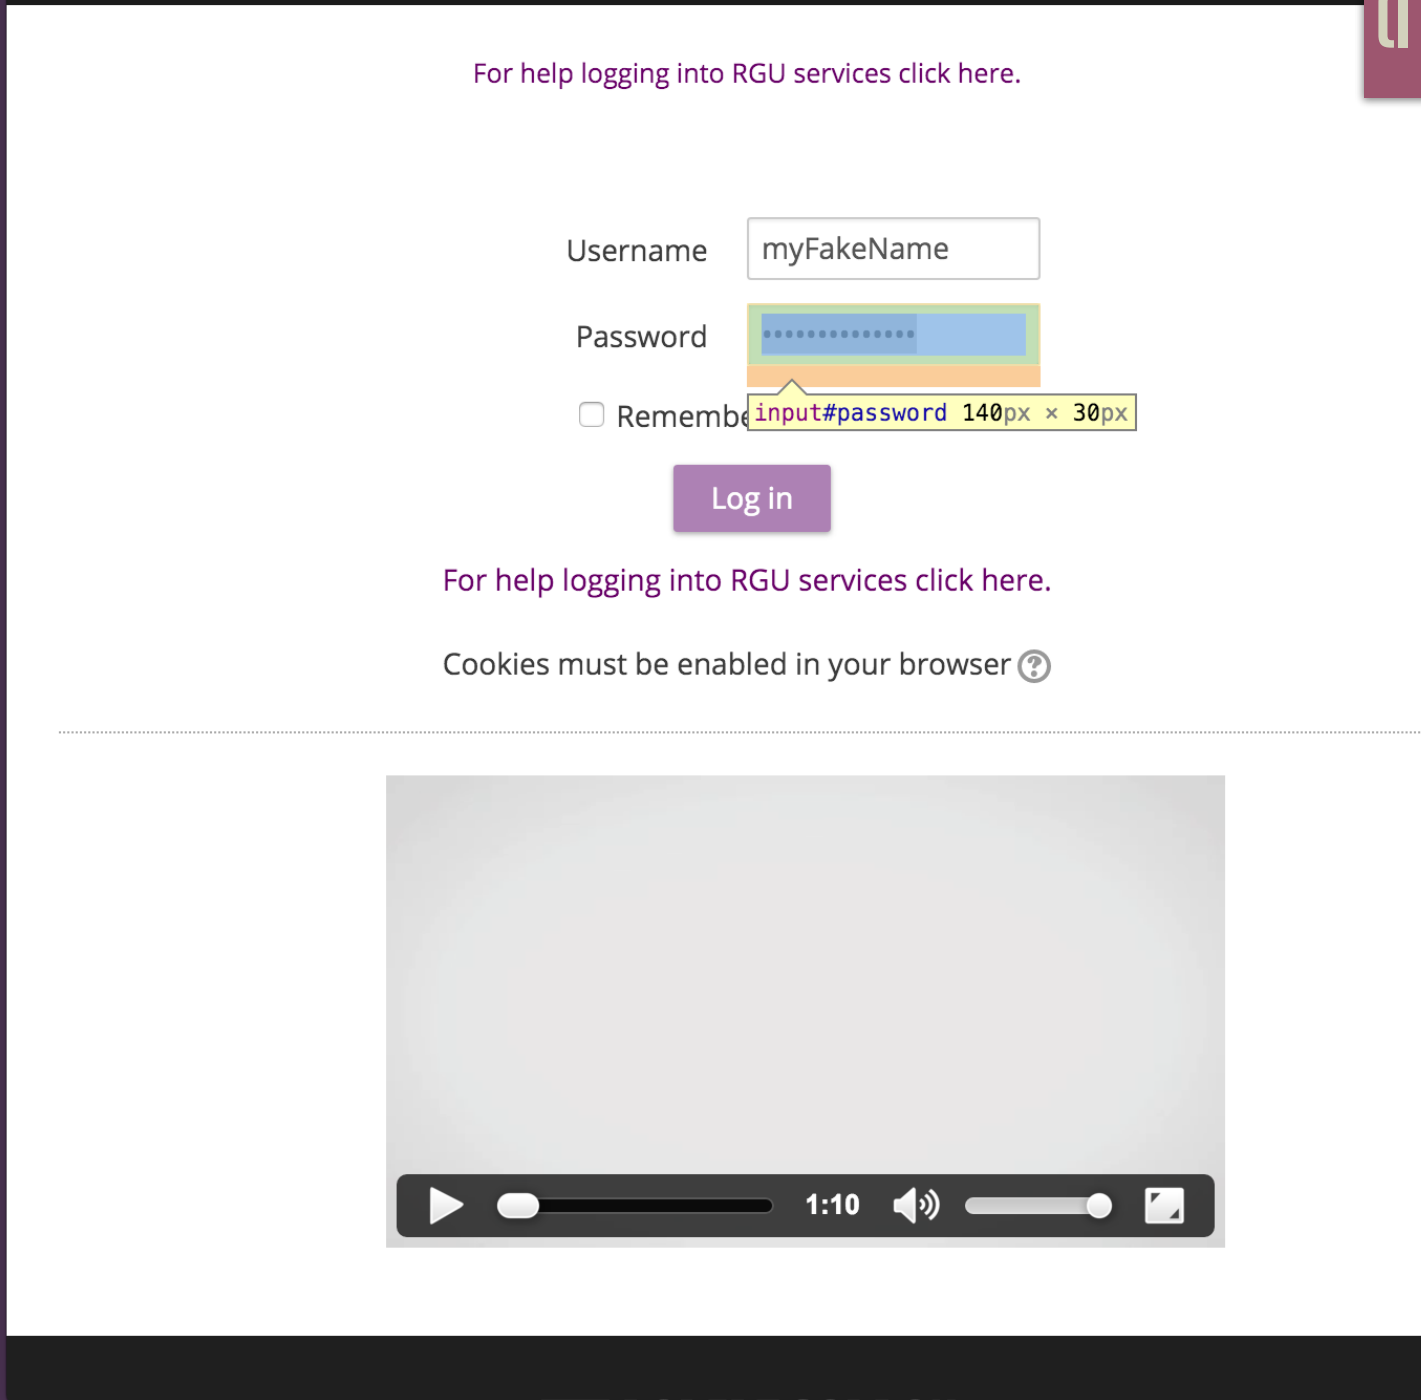 For help logging into RGU services click here.
Username myFakeName
Password ••••••••••••••
Remembe
input#password 140px × 30px
Log in
For help logging into RGU services click here.
Cookies must be enabled in your browser ?
1:10